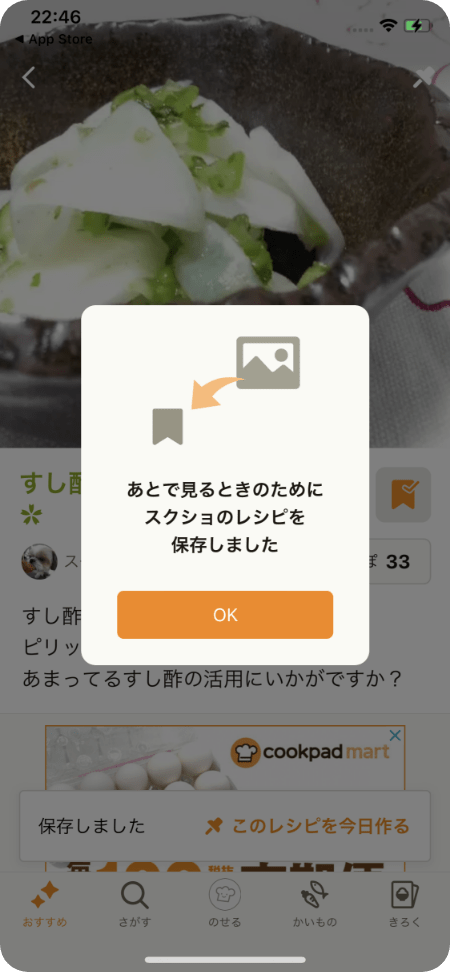 22:46
◀ App Store
あとで見るときのために
スクショのレシピを
保存しました
OK
すし酢
33
すし酢
ピリッ
あまってるすし酢の活用にいかがですか？
cookpad mart
保存しました
このレシピを今日作る
おすすめ
さがす
のせる
かいもの
きろく